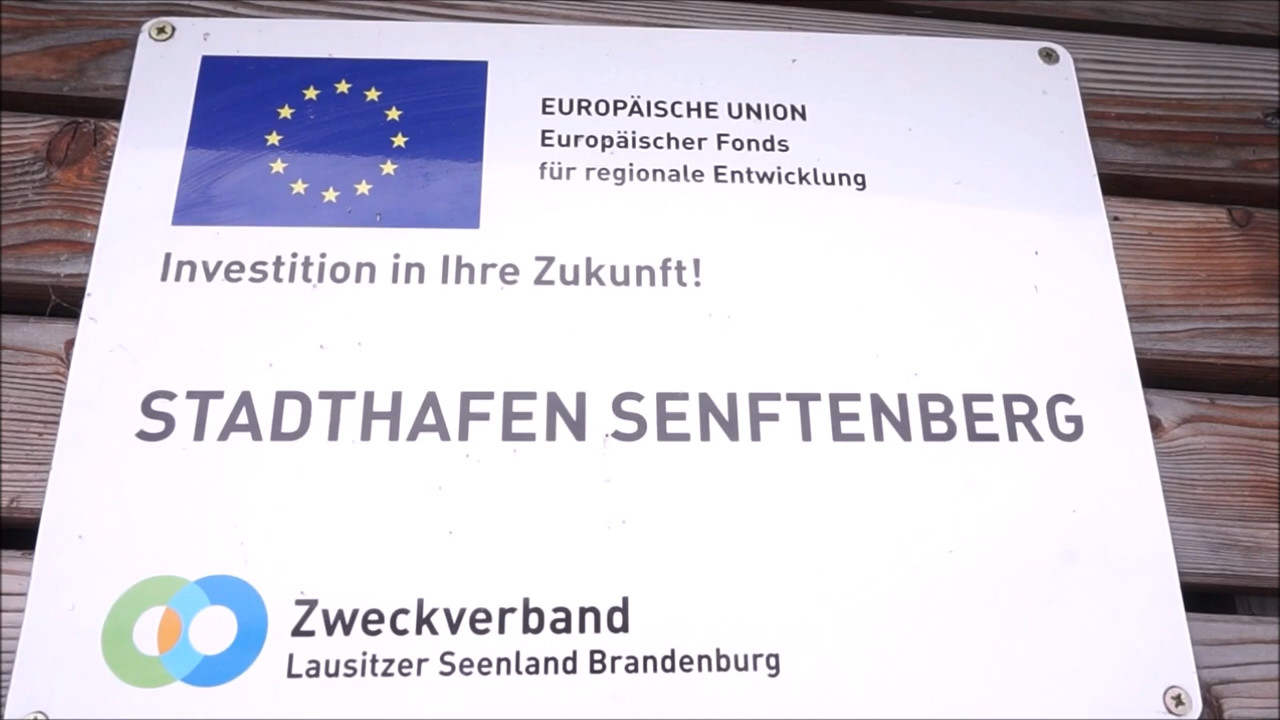 EUROPÄISCHE UNION
Europäischer Fonds
für regionale Entwicklung
Investition in Ihre Zukunft!
STADTHAFEN SENFTENBERG
Zweckverband
Lausitzer Seenland Brandenburg